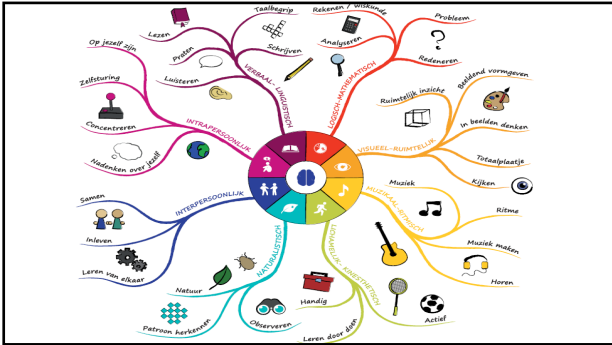 Taalbegrip
Lezen
Schrijven
Praten
Luisteren
VERBAAL- LINGUISTISCH
Rekenen / wiskunde
Probleem
Analyseren
Redeneren
LOGISCH-MATHEMATISCH
Beeldend vormgeven
Ruimtelijk inzicht
In beelden denken
Totaalplaatje
Kijken
VISUEEL-RUIMTELIJK
Muziek
Ritme
Muziek maken
Horen
MUZIKAAL-RITMISCH
LICHAMELIJK- KINESTHETISCH
Handig
Actief
Leren door doen
NATURALISTISCH
Natuur
Observeren
Patroon herkennen
INTERPERSOONLIJK
Samen
Inleven
Leren van elkaar
INTRAPERSOONLIJK
Op jezelf zijn
Zelfsturing
Concentreren
Nadenken over jezelf